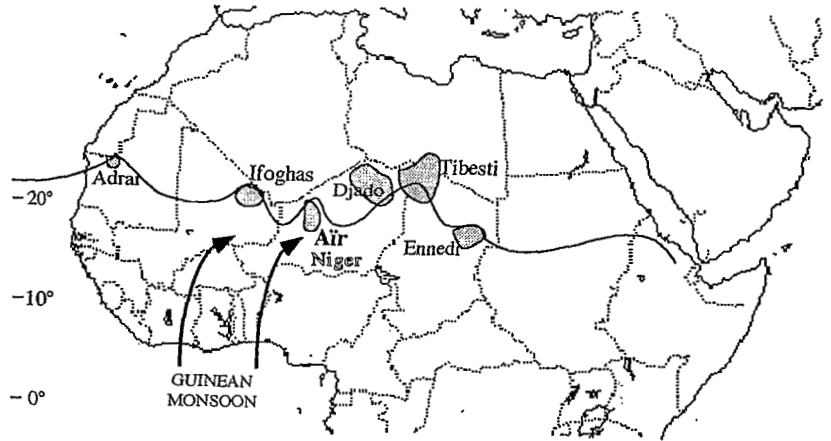 Adrar
Ifoghas
Djado
Tibesti
– 20°
Aïr
Niger
Ennedi
– 10°
GUINEAN
MONSOON
– 0°